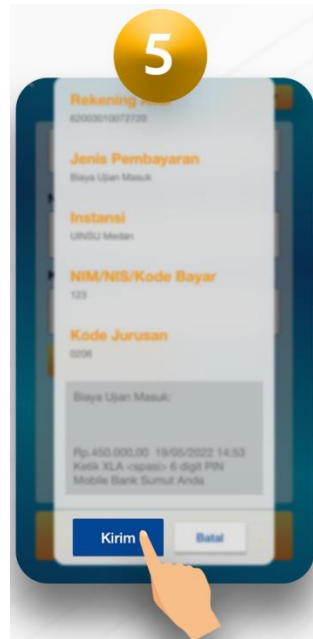 5
Rekening
62003010072720
Jenis Pembayaran
Biaya Ujian Masuk
Instansi
UINSU Medan
NIM/NIS/Kode Bayar
123
Kode Jurusan
0206
Biaya Ujian Masuk:
Rp.450.000,00 19/05/2022 14:53
Ketik XLA <spasi> 6 digit PIN
Mobile Bank Sumut Anda
Kirim
Batal